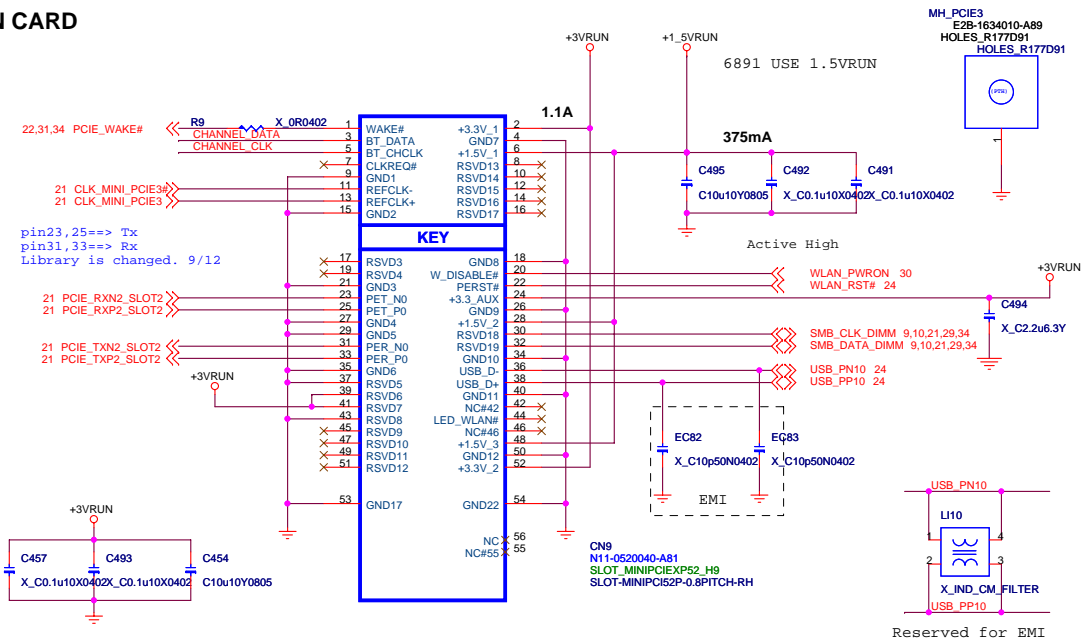 N CARD
MH_PCIE3
E2B-1634010-A89
HOLES_R177D91
HOLES_R177D91
(PTH)
1
+3VRUN
+1_5VRUN
6891 USE 1.5VRUN
1.1A
375mA
22,31,34 PCIE_WAKE#
R9
X_0R0402
CHANNEL_DATA
CHANNEL_CLK
21 CLK_MINI_PCIE3#
21 CLK_MINI_PCIE3
1 WAKE# +3.3V_1 2
3 BT_DATA GND7 4
5 BT_CHCLK +1.5V_1 6
7 CLKREQ# RSVD13 8
9 GND1 RSVD14 10
11 REFCLK- RSVD15 12
13 REFCLK+ RSVD16 14
15 GND2 RSVD17 16
KEY
C495
C10u10Y0805
C492
X_C0.1u10X0402
C491
X_C0.1u10X0402
Active High
pin23,25==> Tx
pin31,33==> Rx
Library is changed. 9/12
17 RSVD3 GND8 18
19 RSVD4 W_DISABLE# 20
21 GND3 PERST# 22
23 PET_N0 +3.3_AUX 24
25 PET_P0 GND9 26
27 GND4 +1.5V_2 28
29 GND5 RSVD18 30
31 PER_N0 RSVD19 32
33 PER_P0 GND10 34
35 GND6 USB_D- 36
37 RSVD5 USB_D+ 38
39 RSVD6 GND11 40
41 RSVD7 NC#42 42
43 RSVD8 LED_WLAN# 44
45 RSVD9 NC#46 46
47 RSVD10 +1.5V_3 48
49 RSVD11 GND12 50
51 RSVD12 +3.3V_2 52
53 GND17 GND22 54
NC 56
NC#55 55
21 PCIE_RXN2_SLOT2
21 PCIE_RXP2_SLOT2
21 PCIE_TXN2_SLOT2
21 PCIE_TXP2_SLOT2
+3VRUN
WLAN_PWRON 30
WLAN_RST# 24
+3VRUN
C494
X_C2.2u6.3Y
SMB_CLK_DIMM 9,10,21,29,34
SMB_DATA_DIMM 9,10,21,29,34
USB_PN10 24
USB_PP10 24
EC82
X_C10p50N0402
EC83
X_C10p50N0402
EMI
CN9
N11-0520040-A81
SLOT_MINIPCIEXP52_H9
SLOT-MINIPCI52P-0.8PITCH-RH
+3VRUN
C457
X_C0.1u10X0402
C493
X_C0.1u10X0402
C454
C10u10Y0805
USB_PN10
LI10
1 4
2 3
X_IND_CM_FILTER
USB_PP10
Reserved for EMI